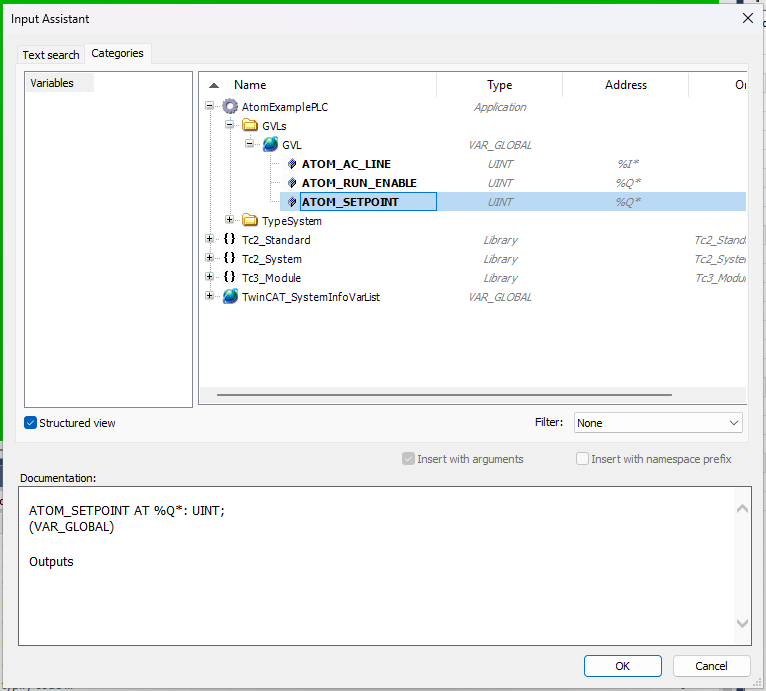 Input Assistant
Text search Categories
Variables
Name Type Address
AtomExamplePLC Application
GVLs
GVL VAR_GLOBAL
ATOM_AC_LINE UINT %I*
ATOM_RUN_ENABLE UINT %Q*
ATOM_SETPOINT UINT %Q*
TypeSystem
{} Tc2_Standard Library Tc2_Stand
{} Tc2_System Library Tc2_Syster
{} Tc3_Module Library Tc3_Modul
TwinCAT_SystemInfoVarList VAR_GLOBAL
Structured view
Filter: None
Insert with arguments Insert with namespace prefix
Documentation:
ATOM_SETPOINT AT %Q*: UINT;
(VAR_GLOBAL)
Outputs
OK Cancel